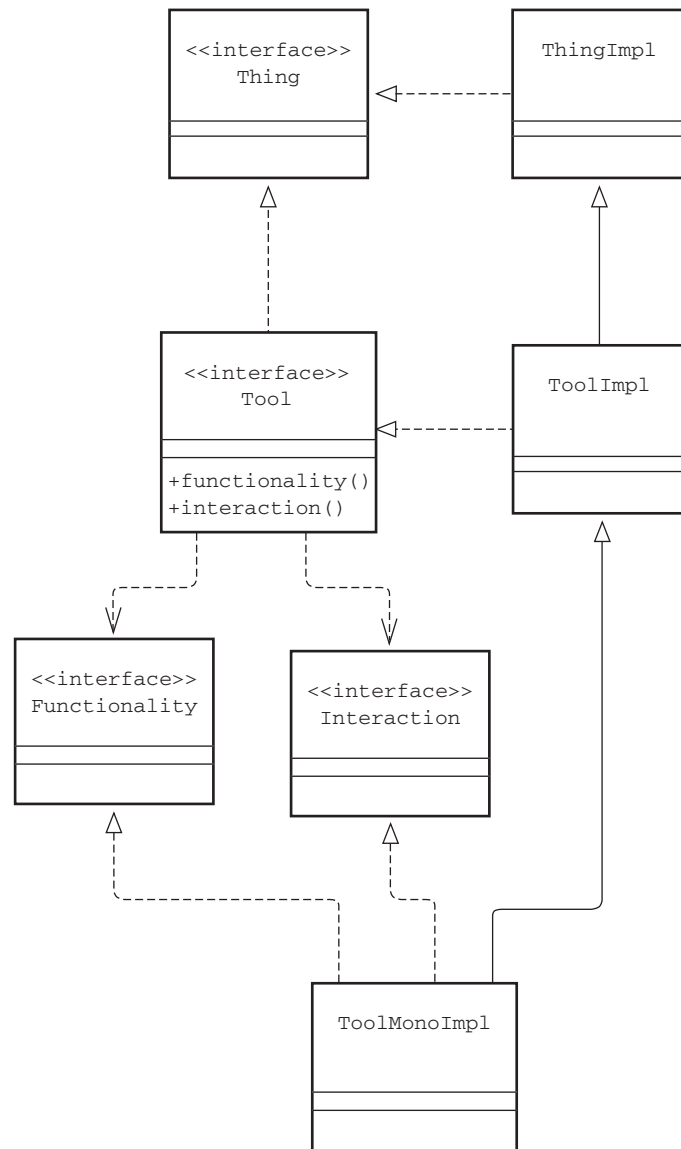 <<interface>>
Thing
ThingImpl
<<interface>>
Tool
+functionality()
+interaction()
ToolImpl
<<interface>>
Functionality
<<interface>>
Interaction
ToolMonoImpl